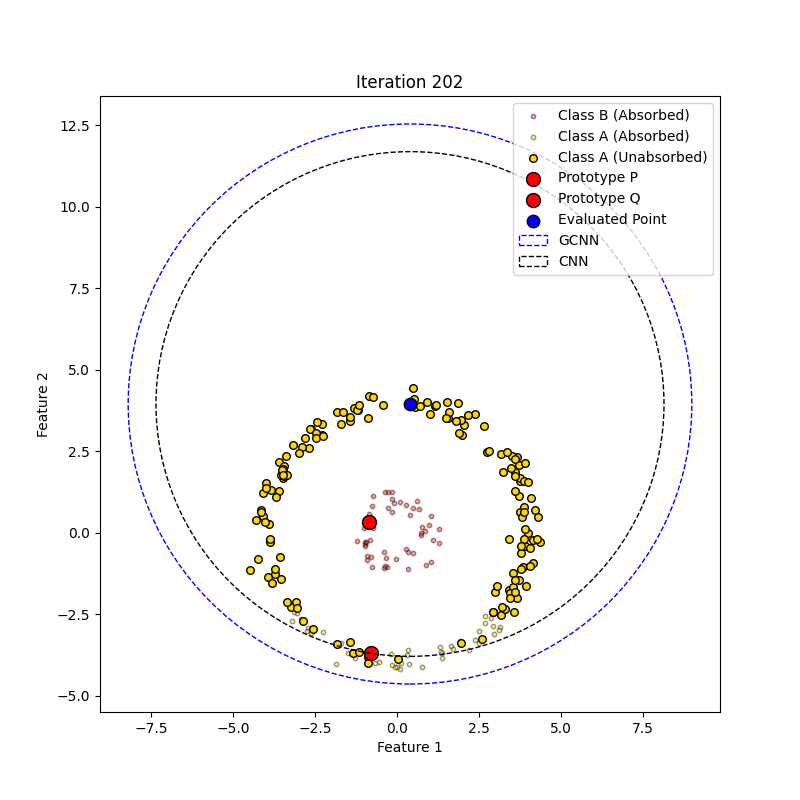 Iteration 202
Class B (Absorbed)
Class A (Absorbed)
Class A (Unabsorbed)
Prototype P
Prototype Q
Evaluated Point
GCNN
CNN
12.5
10.0
7.5
5.0
2.5
0.0
−2.5
−5.0
Feature 2
−7.5 −5.0 −2.5 0.0 2.5 5.0 7.5
Feature 1